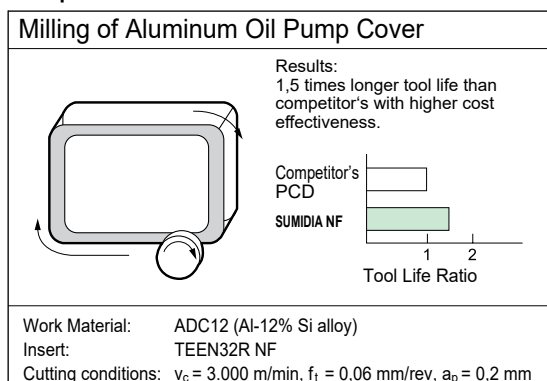 Milling of Aluminum Oil Pump Cover
Results:
1,5 times longer tool life than
competitor‘s with higher cost
effectiveness.
Competitor's
PCD
SUMIDIA NF
1 2
Tool Life Ratio
Work Material: ADC12 (Al-12% Si alloy)
Insert: TEEN32R NF
Cutting conditions: vc = 3.000 m/min, ft = 0,06 mm/rev, ap = 0.2 mm